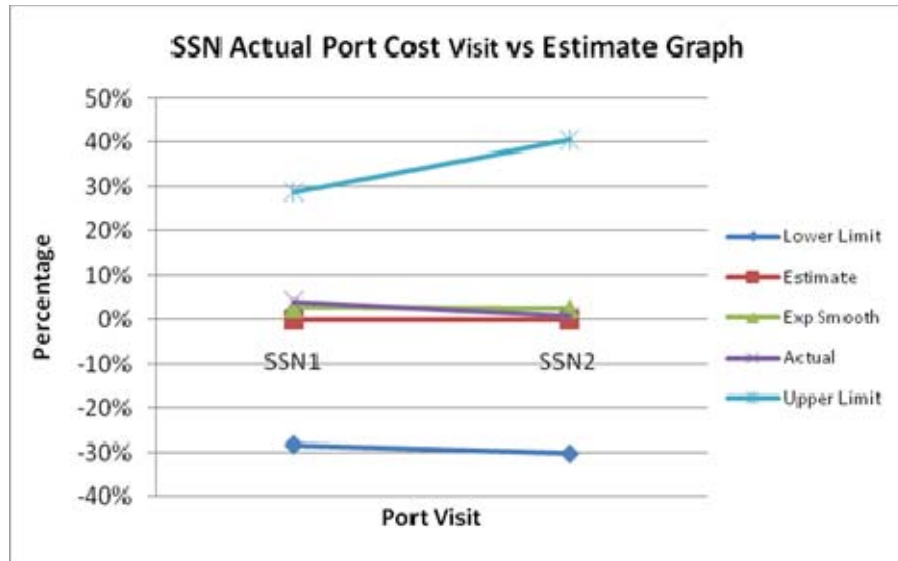 SSN Actual Port Cost Visit vs Estimate Graph
50%
40%
30%
20%
10%
0%
-10%
-20%
-30%
-40%
Percentage
SSN1 SSN2
Port Visit
Lower Limit
Estimate
Exp Smooth
Actual
Upper Limit